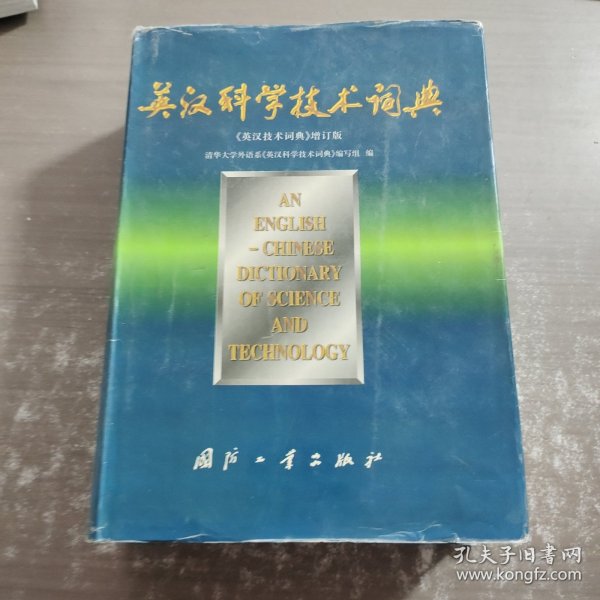 英汉科学技术词典
《英汉技术词典》增订版
清华大学外语系《英汉科学技术词典》编写组 编
AN
ENGLISH
-CHINESE
DICTIONARY
OF SCIENCE
AND
TECHNOLOGY
国防工业出版社
孔夫子旧书网
www.kongfz.com